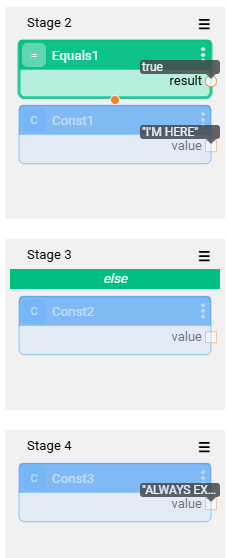 Stage 2
= Equals1
true
result
C Const1
"I'M HERE"
value
Stage 3
else
C Const2
value
Stage 4
C Const3
"ALWAYS EX...
value